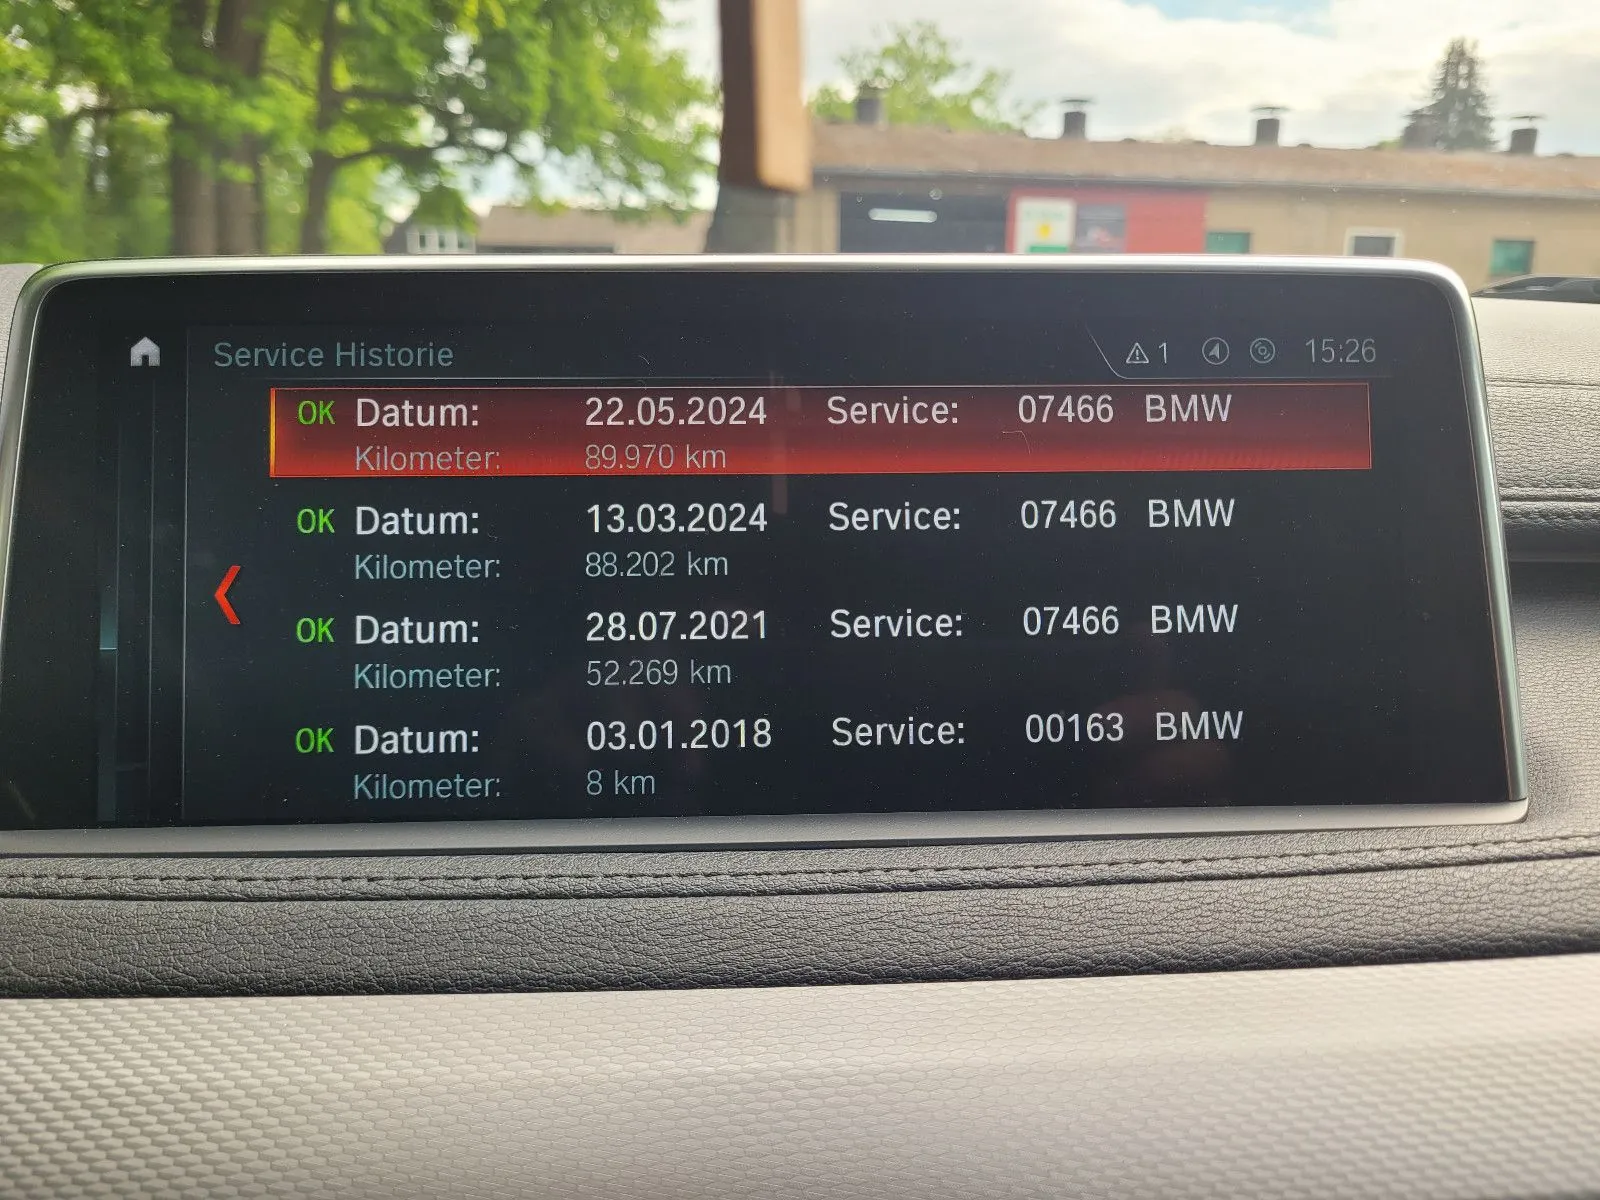 Service Historie 1 15:26
OK Datum: 22.05.2024 Service: 07466 BMW
Kilometer: 89.970 km
OK Datum: 13.03.2024 Service: 07466 BMW
Kilometer: 88.202 km
OK Datum: 28.07.2021 Service: 07466 BMW
Kilometer: 52.269 km
OK Datum: 03.01.2018 Service: 00163 BMW
Kilometer: 8 km